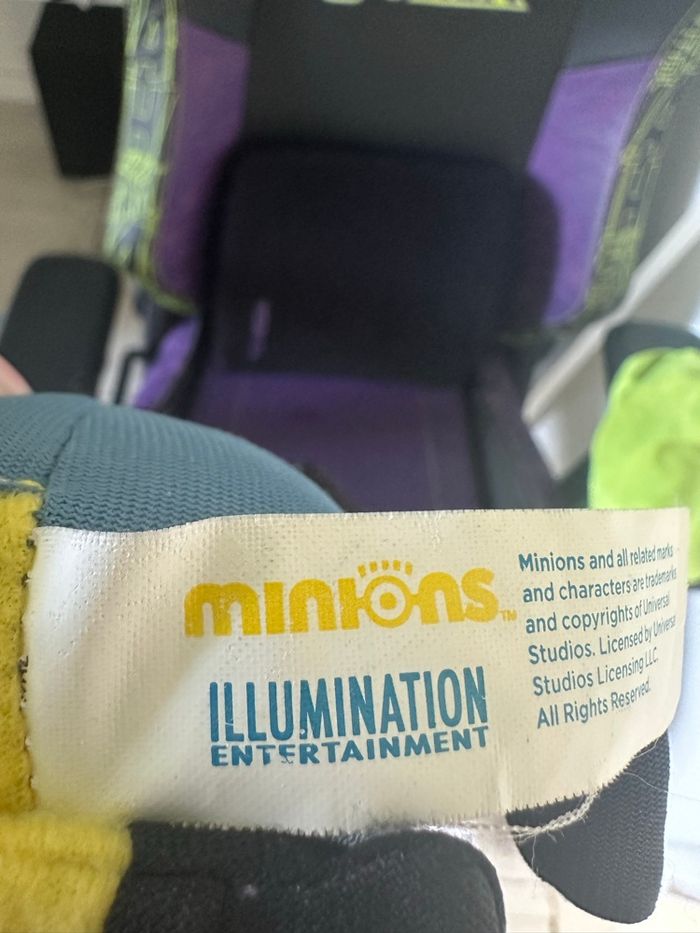 minions™
ILLUMINATION
ENTERTAINMENT
Minions and all related marks
and characters are trademarks
and copyrights of Universal
Studios. Licensed by Universal
Studios Licensing LLC.
All Rights Reserved.